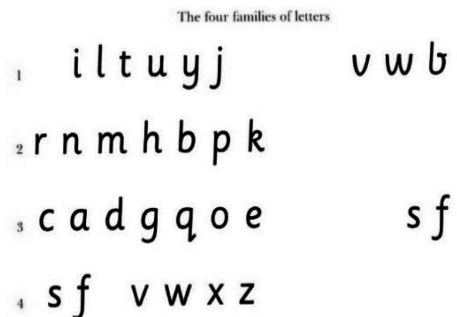 The four families of letters
1 i l t u y j v w b
2 r n m h b p k
3 c a d g q o e s f
4 s f v w x z